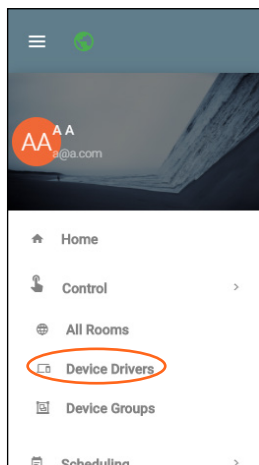 A A
AA
a@a.com
Home
Control
All Rooms
Device Drivers
Device Groups
Scheduling